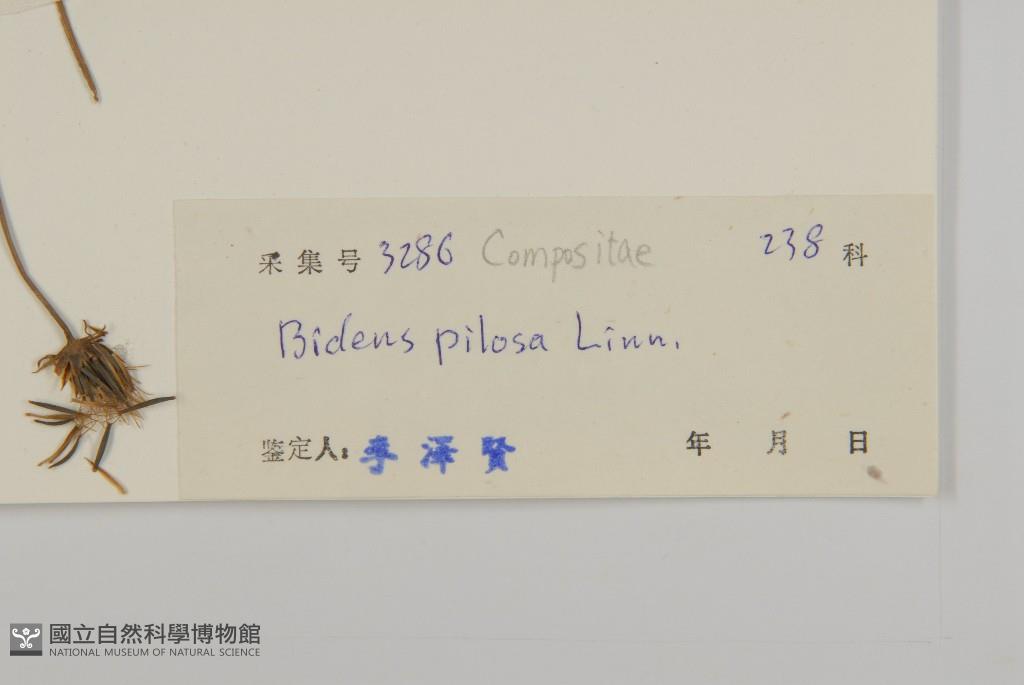 采集号 3286 Compositae 238 科
Bidens pilosa Linn.
鉴定人: 李泽賢 年 月 日
國立自然科學博物館
NATIONAL MUSEUM OF NATURAL SCIENCE